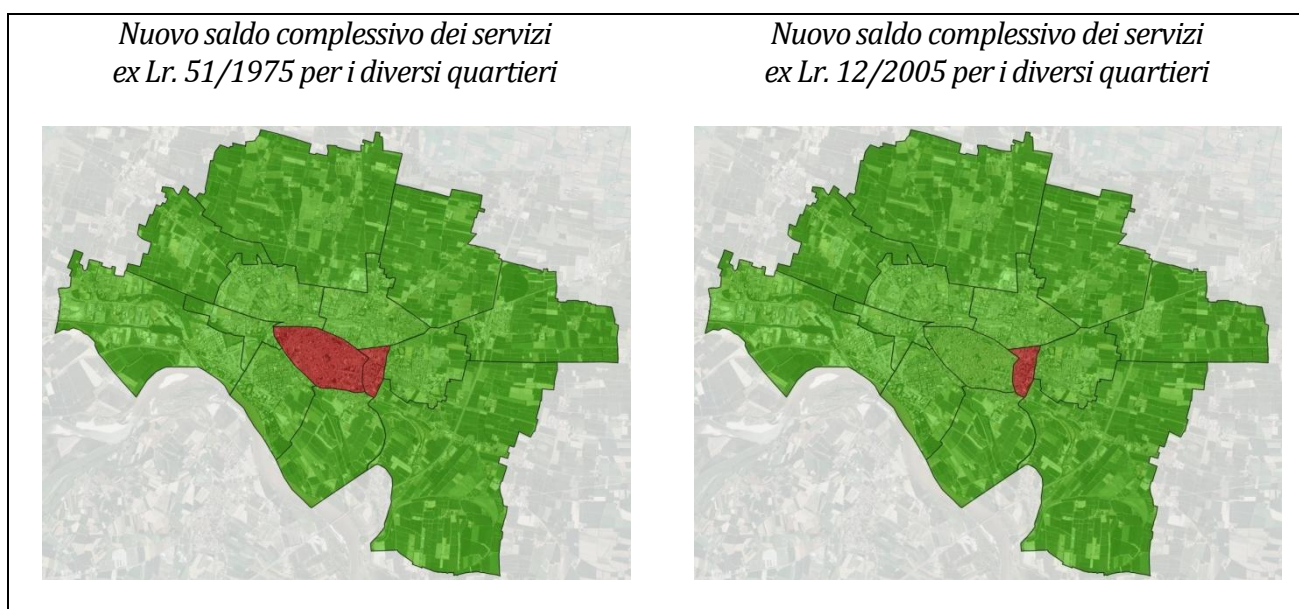 Nuovo saldo complessivo dei servizi
ex Lr. 51/1975 per i diversi quartieri
Nuovo saldo complessivo dei servizi
ex Lr. 12/2005 per i diversi quartieri